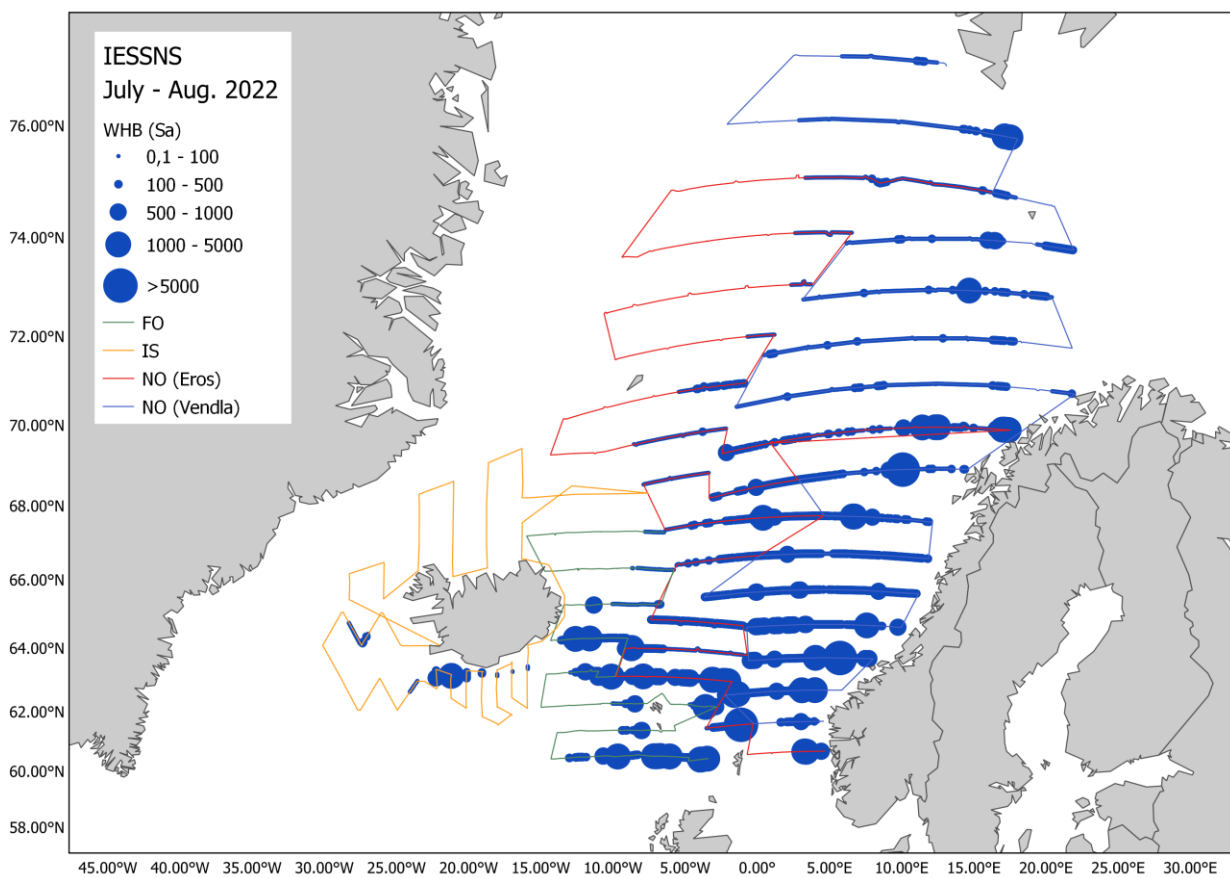 IESSNS
July - Aug. 2022
WHB (Sa)
0,1 - 100
100 - 500
500 - 1000
1000 - 5000
>5000
FO
IS
NO (Eros)
NO (Vendla)
76.00°N
74.00°N
72.00°N
70.00°N
68.00°N
66.00°N
64.00°N
62.00°N
60.00°N
58.00°N
45.00°W 40.00°W 35.00°W 30.00°W 25.00°W 20.00°W 15.00°W 10.00°W 5.00°W 0.00°E 5.00°E 10.00°E 15.00°E 20.00°E 25.00°E 30.00°E